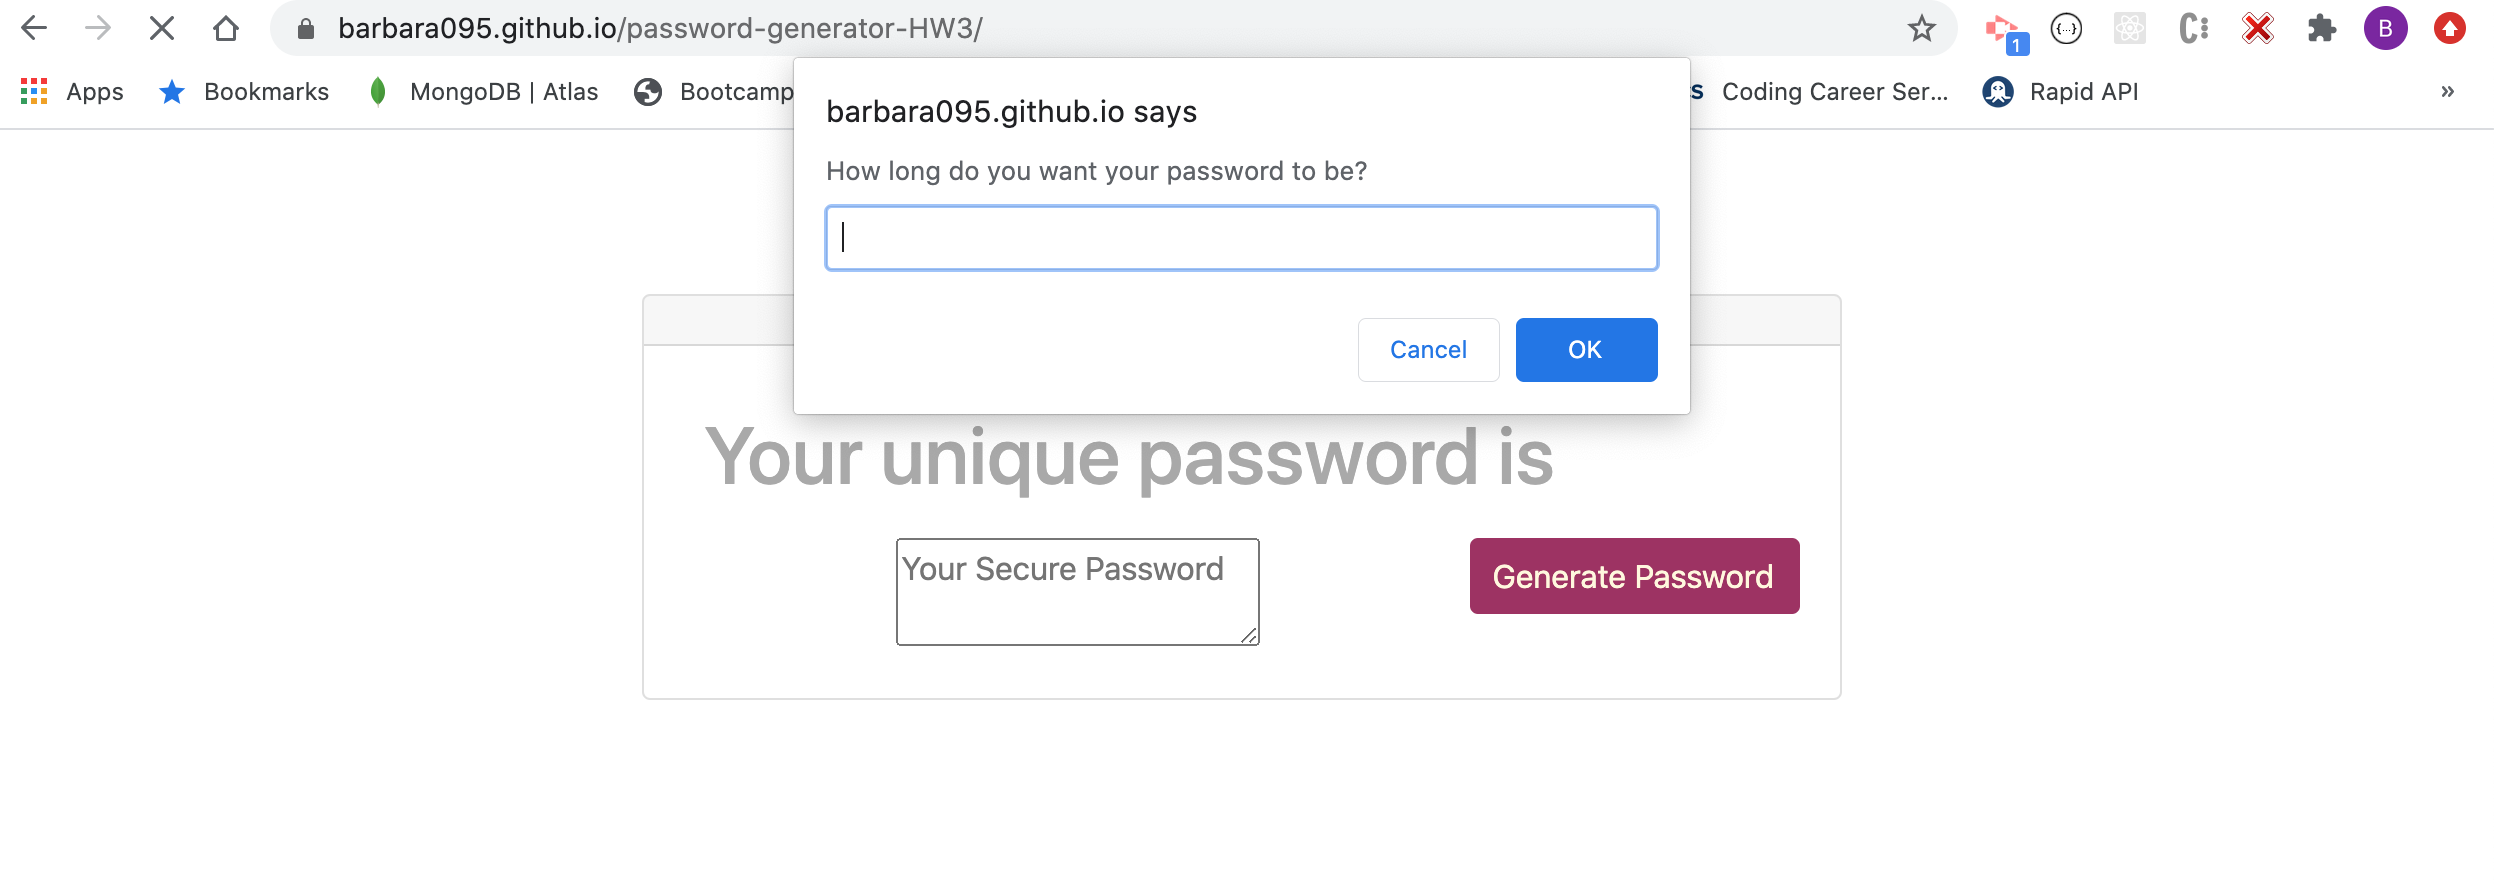 barbara095.github.io/password-generator-HW3/
1
{...}
C
B
Apps
Bookmarks
MongoDB | Atlas
Bootcamp
s
Coding Career Ser...
Rapid API
»
barbara095.github.io says
How long do you want your password to be?
Cancel
OK
Your unique password is
Your Secure Password
Generate Password